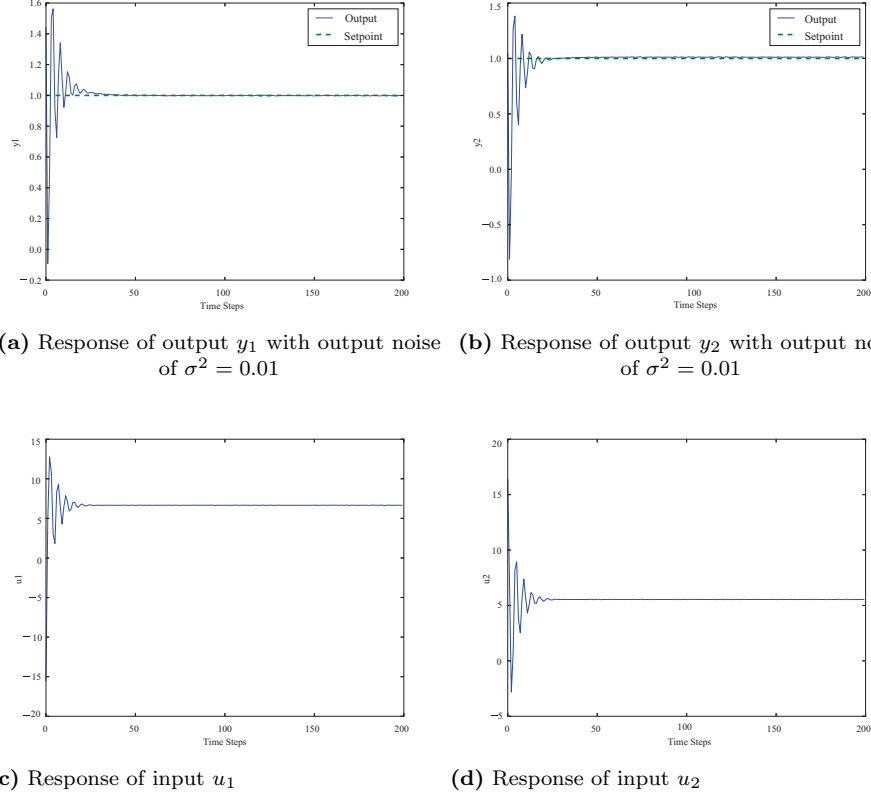 1.6
1.4
1.2
1.0
0.8
0.6
0.4
0.2
0.0
−0.2
y1
0 50 100 150 200
Time Steps
Output
Setpoint
1.5
1.0
0.5
0.0
−0.5
−1.0
y2
0 50 100 150 200
Time Steps
Output
Setpoint
(a) Response of output y₁ with output noise
of σ² = 0.01
(b) Response of output y₂ with output no
of σ² = 0.01
15
10
5
0
−5
−10
−15
−20
u1
0 50 100 150 200
Time Steps
20
15
10
5
0
−5
u2
0 50 100 150 200
Time Steps
c) Response of input u₁
(d) Response of input u₂